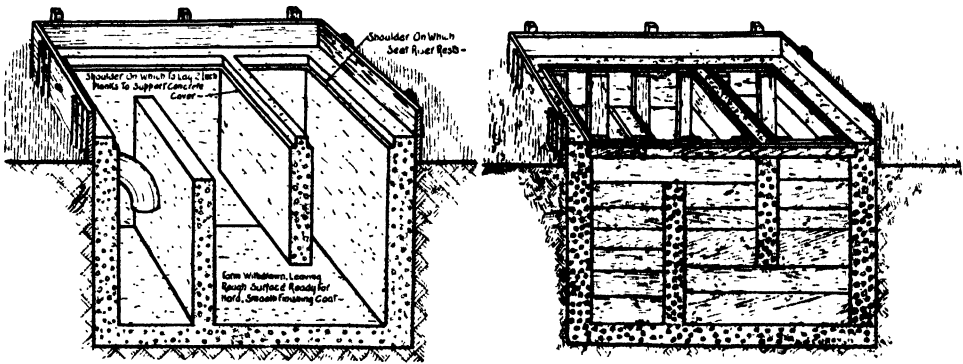 Shoulder On Which
Seat Riser Rests-
Shoulder On Which To Lay 2 Inch
Planks To Support Concrete
Cover-
Form Withdrawn, Leaving
Rough Surface Ready For
Hard, Smooth Finishing Coat-